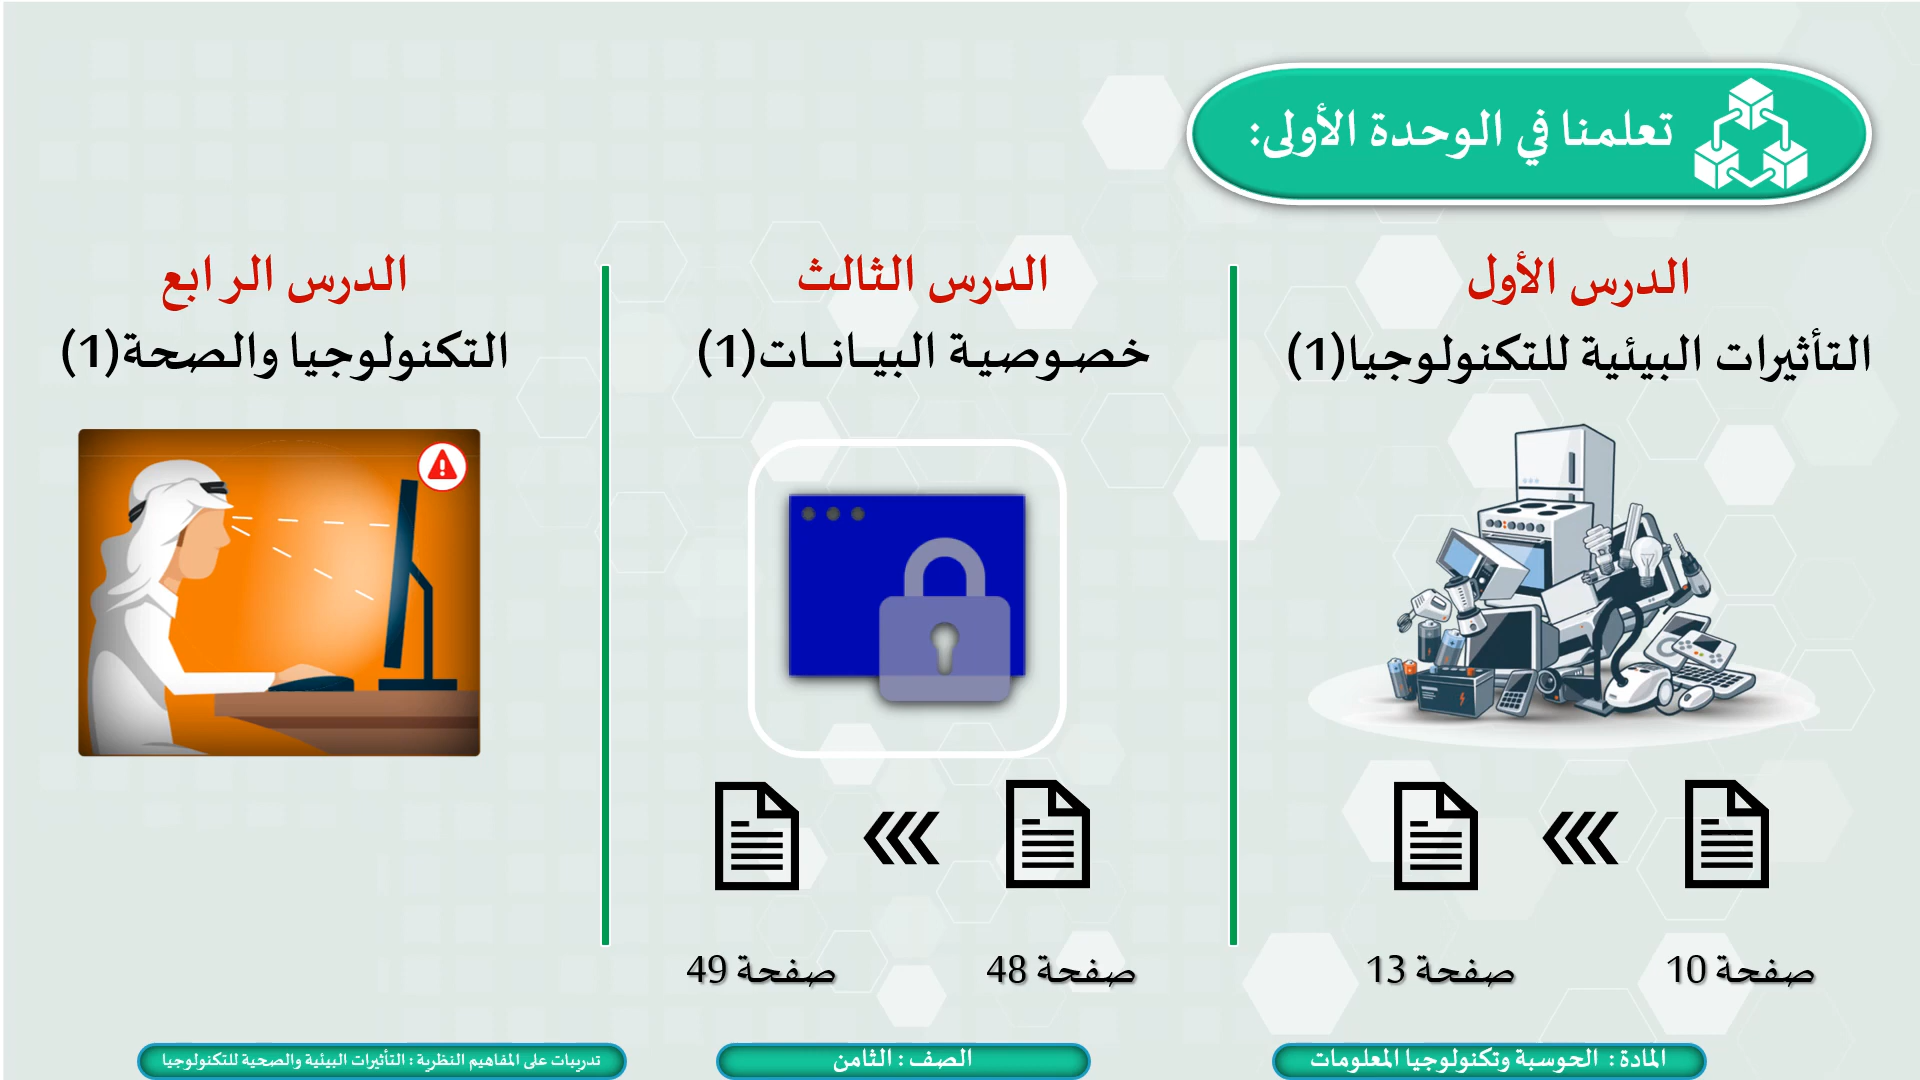 تعلمنا في الوحدة الأولى:
الدرس الأول
التأثيرات البيئية للتكنولوجيا(1)
صفحة 10
صفحة 13
الدرس الثالث
خصوصية البيانات(1)
صفحة 48
صفحة 49
الدرس الرابع
التكنولوجيا والصحة(1)
المادة : الحوسبة وتكنولوجيا المعلومات
الصف : الثامن
تدريبات على المفاهيم النظرية : التأثيرات البيئية والصحية للتكنولوجيا